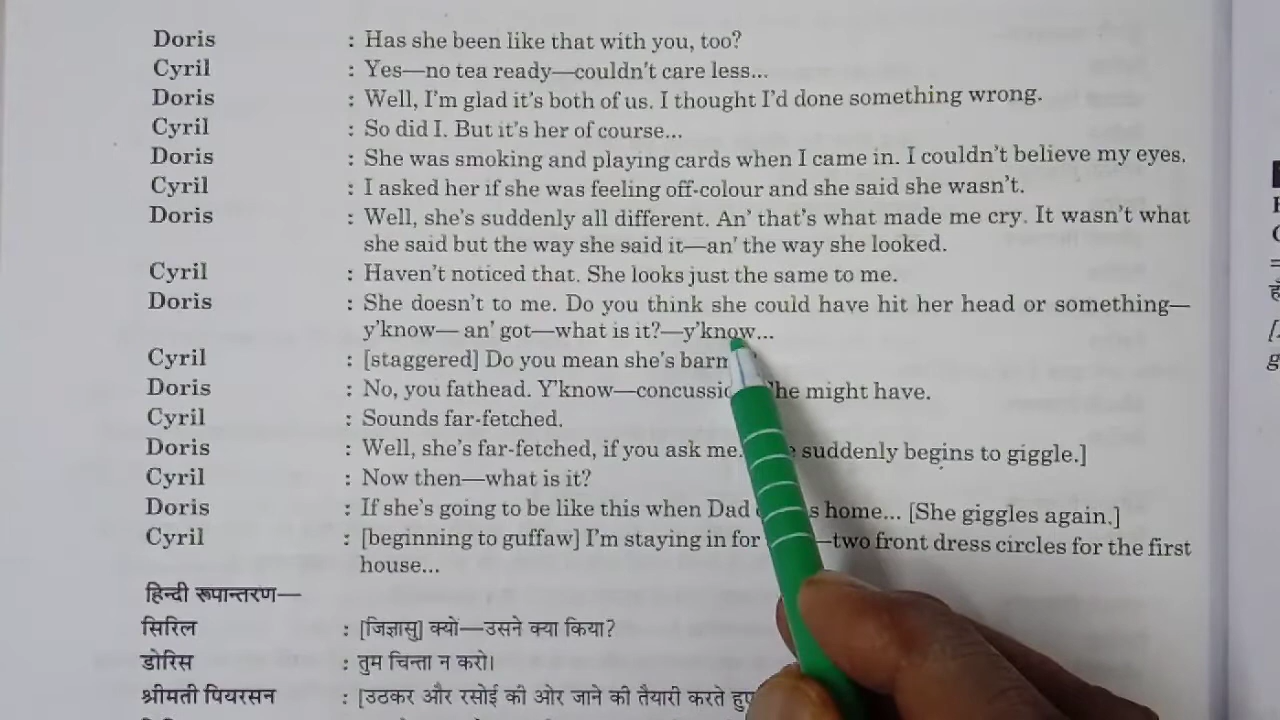 Doris : Has she been like that with you, too?
Cyril : Yes—no tea ready—couldn't care less...
Doris : Well, I'm glad it's both of us. I thought I'd done something wrong.
Cyril : So did I. But it's her of course...
Doris : She was smoking and playing cards when I came in. I couldn't believe my eyes.
Cyril : I asked her if she was feeling off-colour and she said she wasn't.
Doris : Well, she's suddenly all different. An' that's what made me cry. It wasn't what
she said but the way she said it—an' the way she looked.
Cyril : Haven't noticed that. She looks just the same to me.
Doris : She doesn't to me. Do you think she could have hit her head or something—
y'know— an' got—what is it?—y'know...
Cyril : [staggered] Do you mean she's barm
Doris : No, you fathead. Y'know—concussi he might have.
Cyril : Sounds far-fetched.
Doris : Well, she's far-fetched, if you ask me. suddenly begins to giggle.]
Cyril : Now then—what is it?
Doris : If she's going to be like this when Dad s home... [She giggles again.]
Cyril : [beginning to guffaw] I'm staying in for —two front dress circles for the first
house...
हिन्दी रूपान्तरण—
सिरिल : [जिज्ञासु] क्यों—उसने क्या किया?
डोरिस : तुम चिन्ता न करो।
श्रीमती पियरसन : [उठकर और रसोई की ओर जाने की तैयारी करते